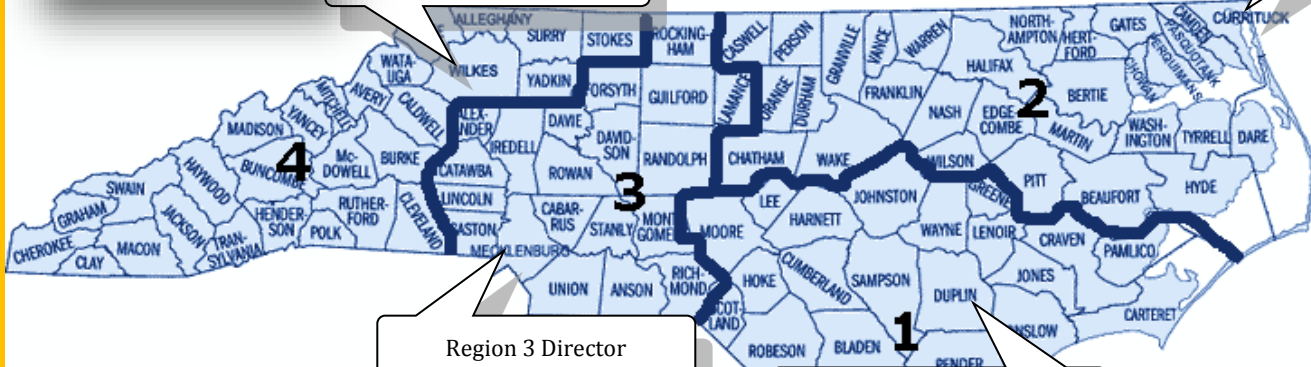 ALLEGHANY
SURRY
STOKES
ROCKING-
HAM
CASWELL
PERSON
GRANVILLE
VANCE
WARREN
NORTH-
AMPTON
HERT-
FORD
GATES
CAMDEN
PASQUOTANK
PERQUIMANS
CHOWAN
CURRITUCK
WATA-
UGA
WILKES
YADKIN
FORSYTH
GUILFORD
ALAMANCE
ORANGE
DURHAM
FRANKLIN
HALIFAX
NASH
EDGE-
COMBE
2
BERTIE
MARTIN
WASH-
INGTON
TYRRELL
DARE
MITCHELL
AVERY
YANCEY
MADISON
CALDWELL
ALEX-
ANDER
IREDELL
DAVIE
DAVID-
SON
RANDOLPH
CHATHAM
WAKE
WILSON
PITT
BEAUFORT
HYDE
HAYWOOD
BUNCOMBE
4
Mc-
DOWELL
BURKE
CATAWBA
ROWAN
SWAIN
GRAHAM
JACKSON
HENDER-
SON
RUTHER-
FORD
POLK
CLEVELAND
LINCOLN
GASTON
CABAR-
RUS
STANLY
3
MONT
GOMERY
MOORE
LEE
HARNETT
JOHNSTON
WAYNE
GREENE
LENOIR
CRAVEN
PAMLICO
CHEROKEE
CLAY
MACON
TRAN-
SYLVANIA
MECKLENBURG
UNION
ANSON
RICH-
MOND
SCOT-
LAND
HOKE
CUMBERLAND
SAMPSON
DUPLIN
JONES
ONSLOW
CARTERET
ROBESON
BLADEN
1
PENDER
Region 3 Director